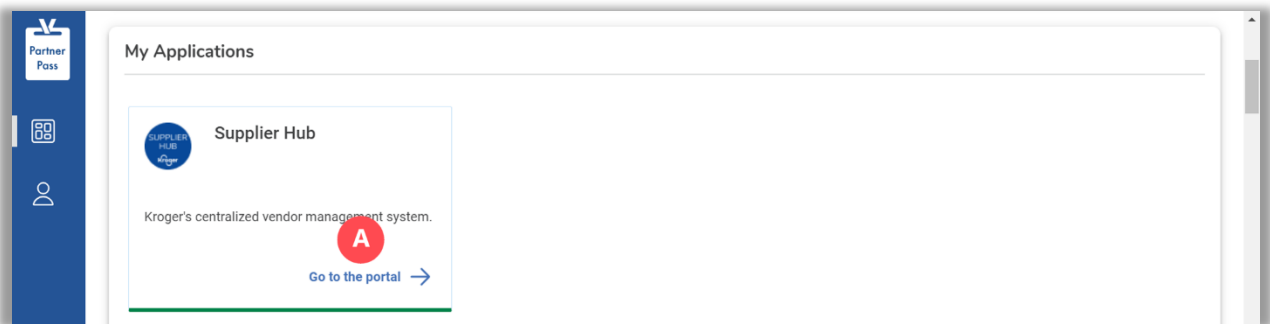 Partner
Pass
My Applications
SUPPLIER
HUB
Kroger
Supplier Hub
Kroger's centralized vendor management system.
A
Go to the portal